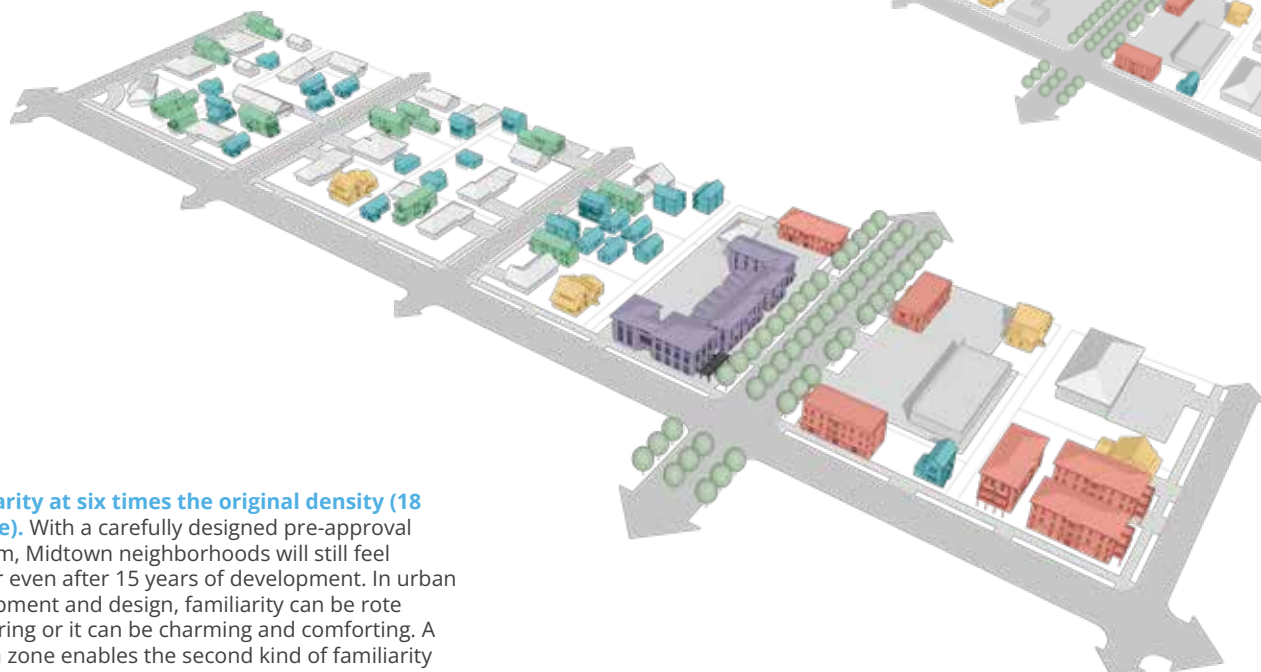 arity at six times the original density (18
e). With a carefully designed pre-approval
m, Midtown neighborhoods will still feel
r even after 15 years of development. In urban
pment and design, familiarity can be rote
ring or it can be charming and comforting. A
zone enables the second kind of familiarity